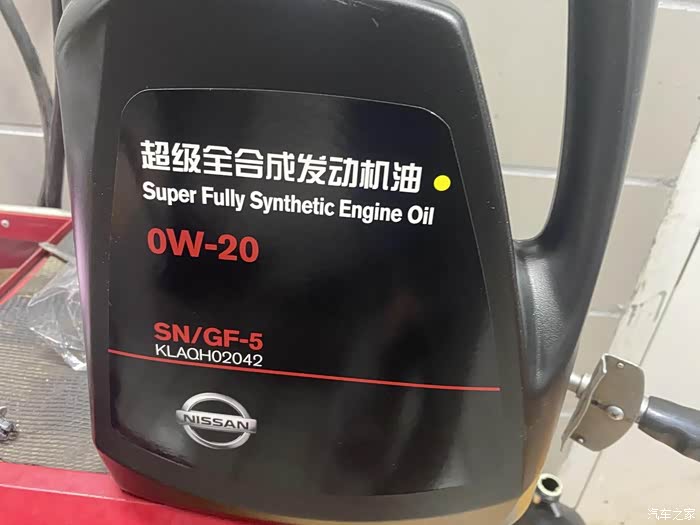 超级全合成发动机油
Super Fully Synthetic Engine Oil
0W-20
SN/GF-5
KLAQH02042
NISSAN
汽车之家